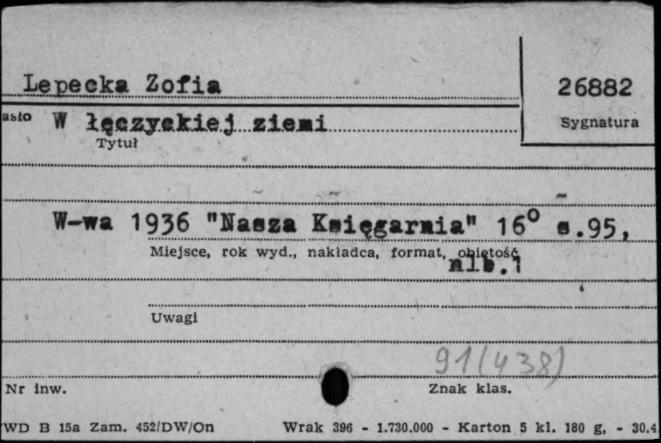 Lepecka Zofia
26882
asło W łęczyckiej ziemi
Sygnatura
Tytuł
W-wa 1936 "Nasza Księgarnia" 16° s.95,
Miejsce, rok wyd., nakładca, format, objętość
nlb.1
Uwagi
91(438)
Nr inw.
Znak klas.
WD B 15a Zam. 452/DW/On Wrak 396 - 1.730.000 - Karton 5 kl. 180 g, - 30.4